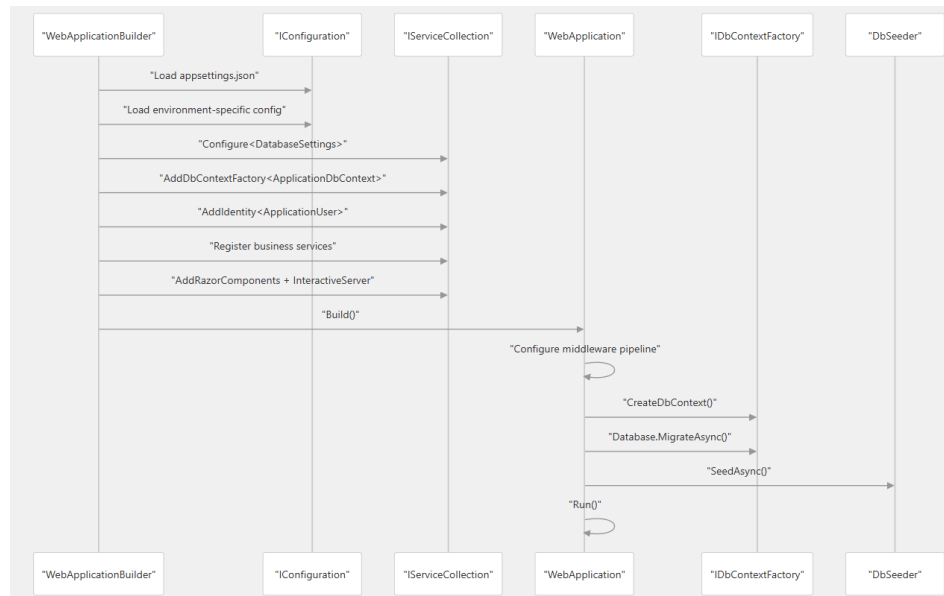 "WebApplicationBuilder"
"IConfiguration"
"IServiceCollection"
"WebApplication"
"IDbContextFactory"
"DbSeeder"
"Load appsettings.json"
"Load environment-specific config"
"Configure<DatabaseSettings>"
"AddDbContextFactory<ApplicationDbContext>"
"AddIdentity<ApplicationUser>"
"Register business services"
"AddRazorComponents + InteractiveServer"
"Build()"
"Configure middleware pipeline"
"CreateDbContext()"
"Database.MigrateAsync()"
"SeedAsync()"
"Run()"
"WebApplicationBuilder"
"IConfiguration"
"IServiceCollection"
"WebApplication"
"IDbContextFactory"
"DbSeeder"